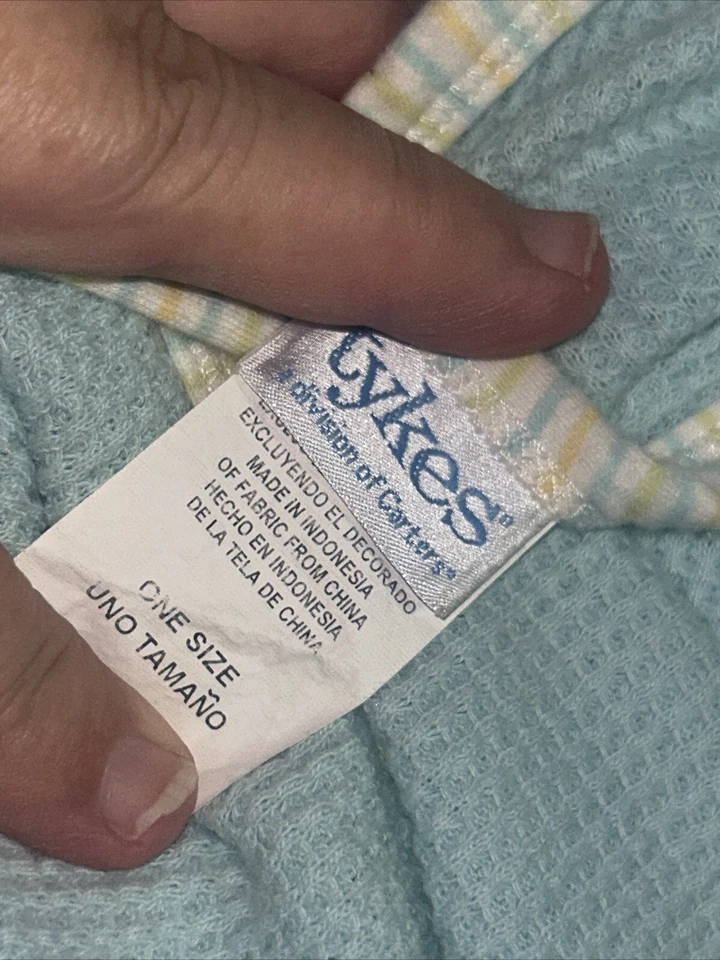 tykes®
a division of Carters®
EXCLUYENDO EL DECORADO
MADE IN INDONESIA
OF FABRIC FROM CHINA
HECHO EN INDONESIA
DE LA TELA DE CHINA
ONE SIZE
UNO TAMAÑO